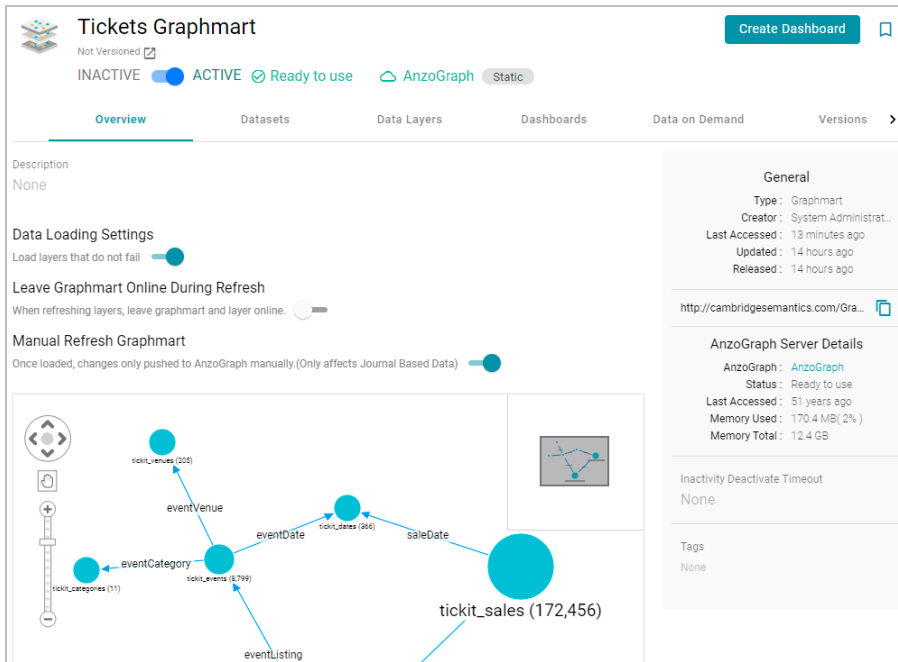 Tickets Graphmart
Create Dashboard
Not Versioned
INACTIVE ACTIVE Ready to use AnzoGraph Static
Overview Datasets Data Layers Dashboards Data on Demand Versions
Description
None
Data Loading Settings
Load layers that do not fail
Leave Graphmart Online During Refresh
When refreshing layers, leave graphmart and layer online.
Manual Refresh Graphmart
Once loaded, changes only pushed to AnzoGraph manually.(Only affects Journal Based Data)
tickit_venues (205)
eventVenue
tickit_dates (366)
eventDate
saleDate
eventCategory
tickit_events (8,799)
tickit_categories (11)
tickit_sales (172,456)
eventListing
General
Type : Graphmart
Creator : System Administrat...
Last Accessed : 13 minutes ago
Updated : 14 hours ago
Released : 14 hours ago
http://cambridgesemantics.com/Gra...
AnzoGraph Server Details
AnzoGraph : AnzoGraph
Status : Ready to use
Last Accessed : 51 years ago
Memory Used : 170.4 MB( 2% )
Memory Total : 12.4 GB
Inactivity Deactivate Timeout
None
Tags
None